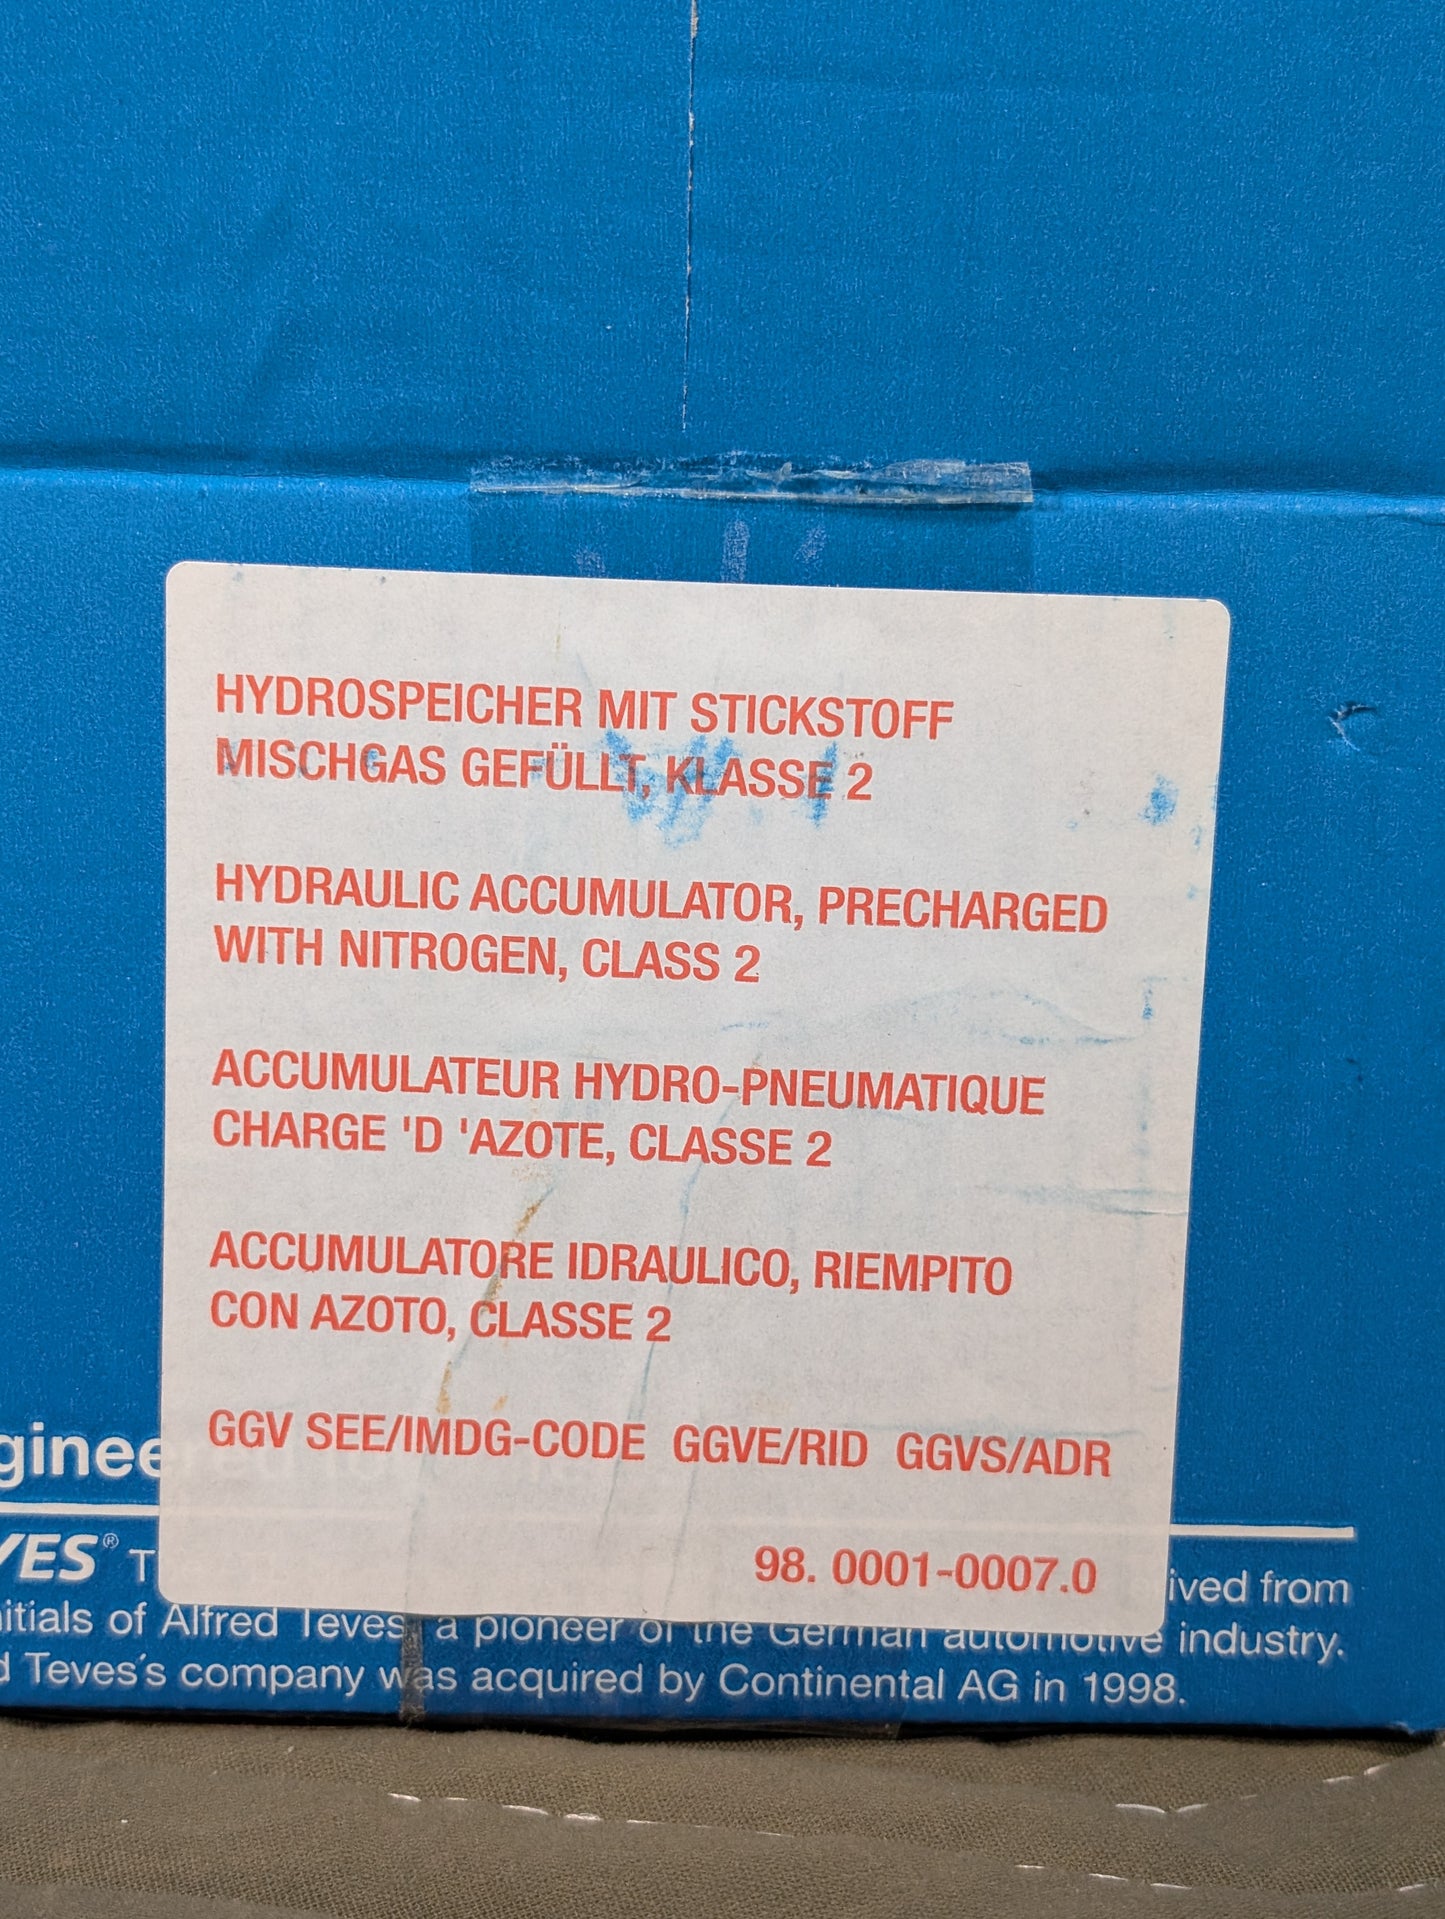 HYDROSPEICHER MIT STICKSTOFF
MISCHGAS GEFÜLLT, KLASSE 2
HYDRAULIC ACCUMULATOR, PRECHARGED
WITH NITROGEN, CLASS 2
ACCUMULATEUR HYDRO-PNEUMATIQUE
CHARGE 'D 'AZOTE, CLASSE 2
ACCUMULATORE IDRAULICO, RIEMPITO
CON AZOTO, CLASSE 2
GGV SEE/IMDG-CODE GGVE/RID GGVS/ADR
98. 0001-0007.0
ginee
VES® T ived from
itials of Alfred Teves, a pioneer of the German automotive industry.
d Teves's company was acquired by Continental AG in 1998.